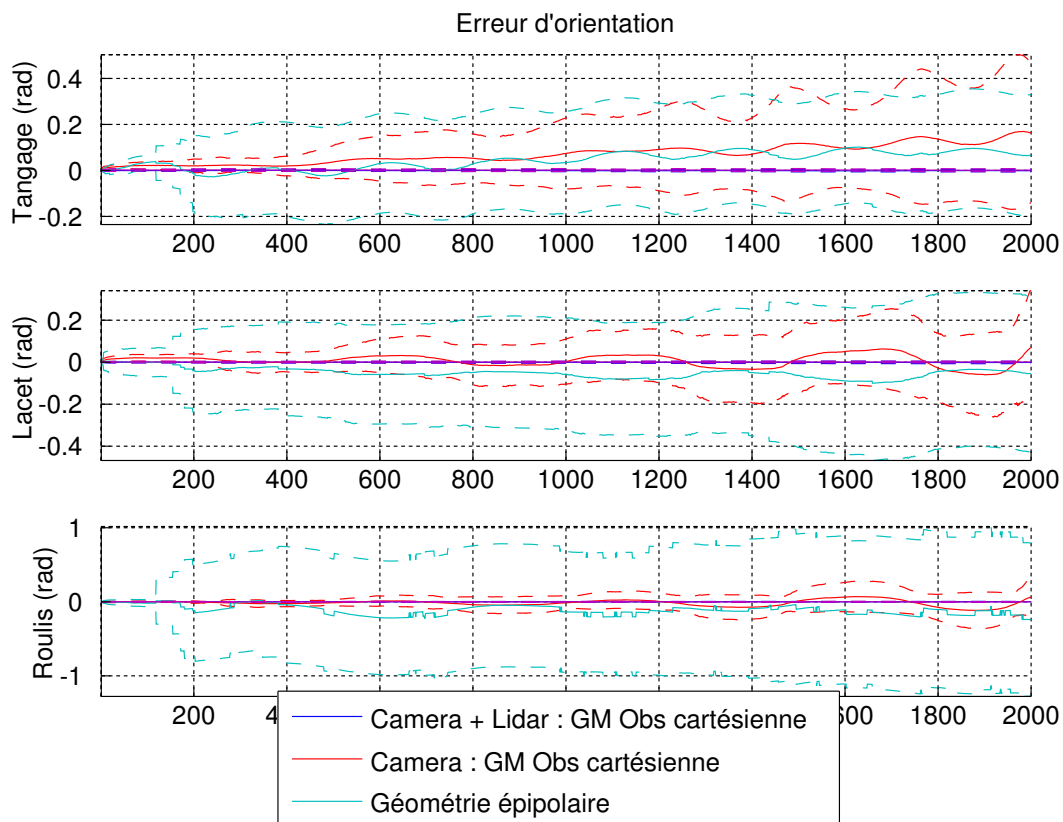 Erreur d'orientation
Tangage (rad)
0.4
0.2
0
-0.2
200 400 600 800 1000 1200 1400 1600 1800 2000
Lacet (rad)
0.2
0
-0.2
-0.4
200 400 600 800 1000 1200 1400 1600 1800 2000
Roulis (rad)
1
0
-1
200 4 600 1800 2000
Camera + Lidar : GM Obs cartésienne
Camera : GM Obs cartésienne
Géométrie épipolaire